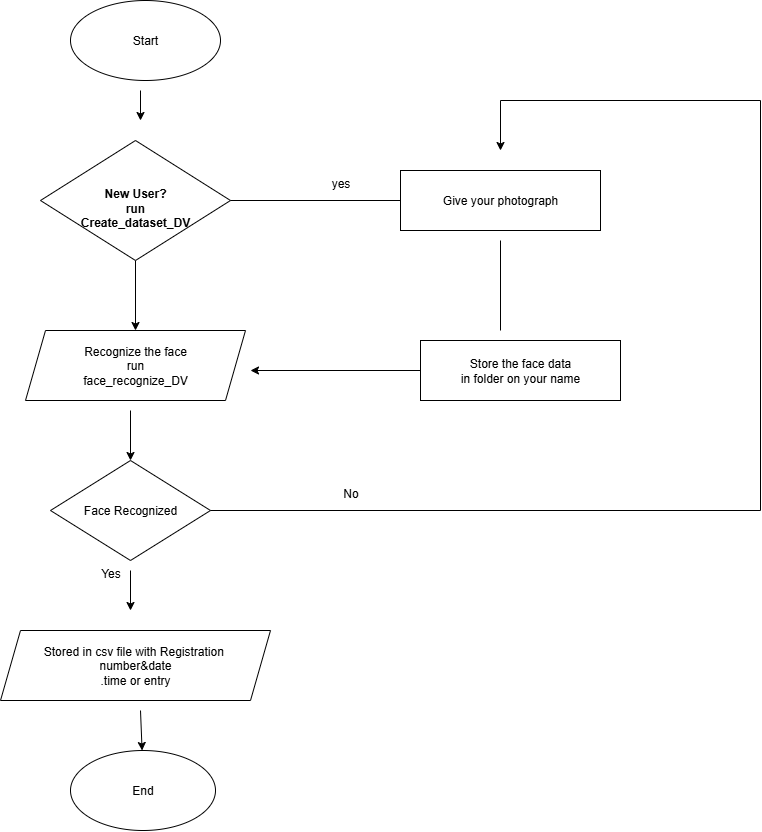 Start
New User?
run
Create_dataset_DV
yes
Give your photograph
Recognize the face
run
face_recognize_DV
Store the face data
in folder on your name
Face Recognized
No
Yes
Stored in csv file with Registration
number&date
.time or entry
End